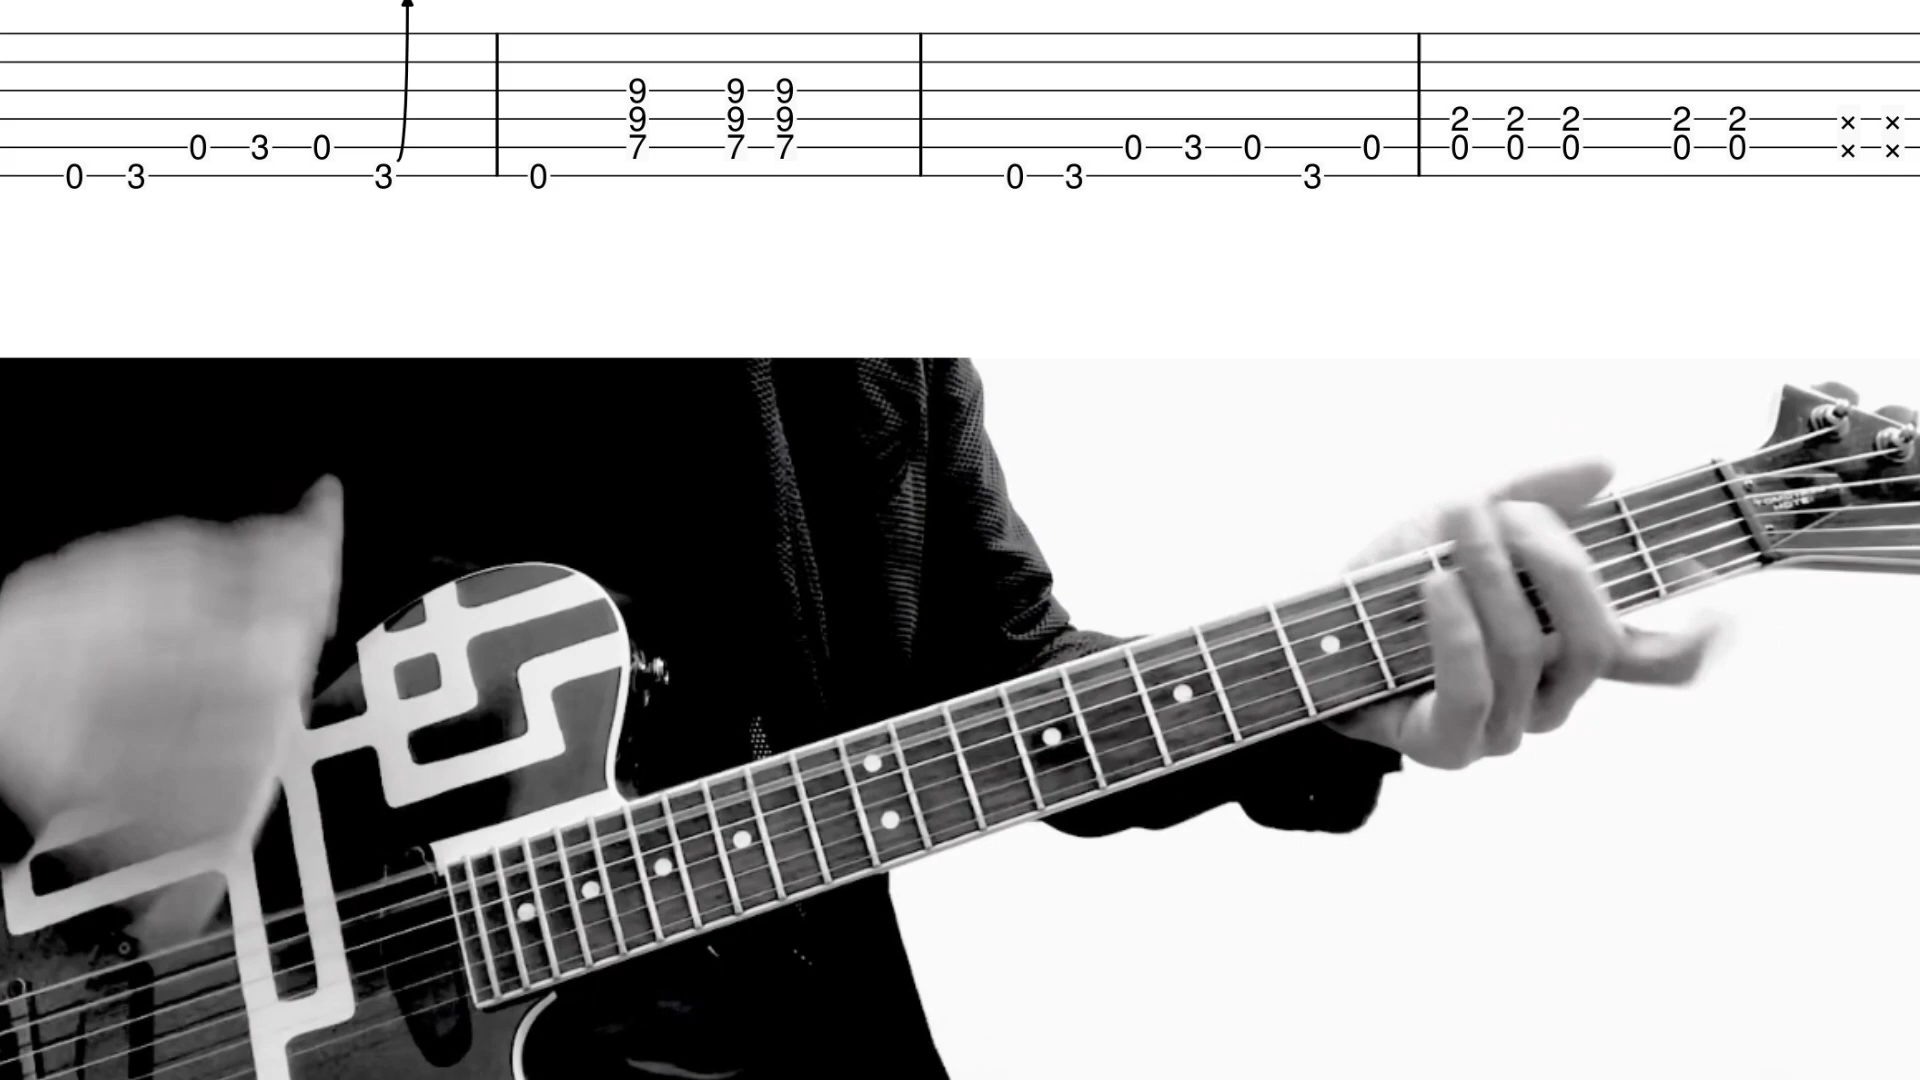 9 9 9
9 9 9 2 2 2 2 2 × ×
0 3 0 7 7 7 0 3 0 0 0 0 0 0 0 × ×
0 3 3 0 0 3 3